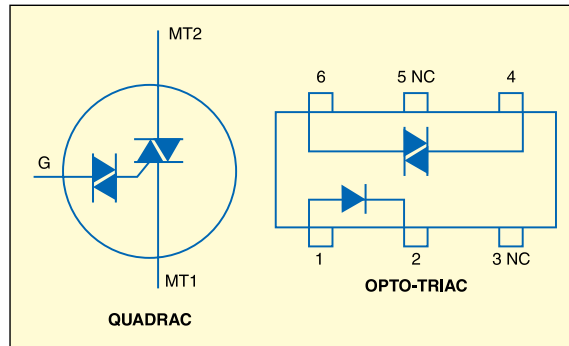 MT2
G
MT1
QUADRAC
6 5 NC 4
1 2 3 NC
OPTO-TRIAC